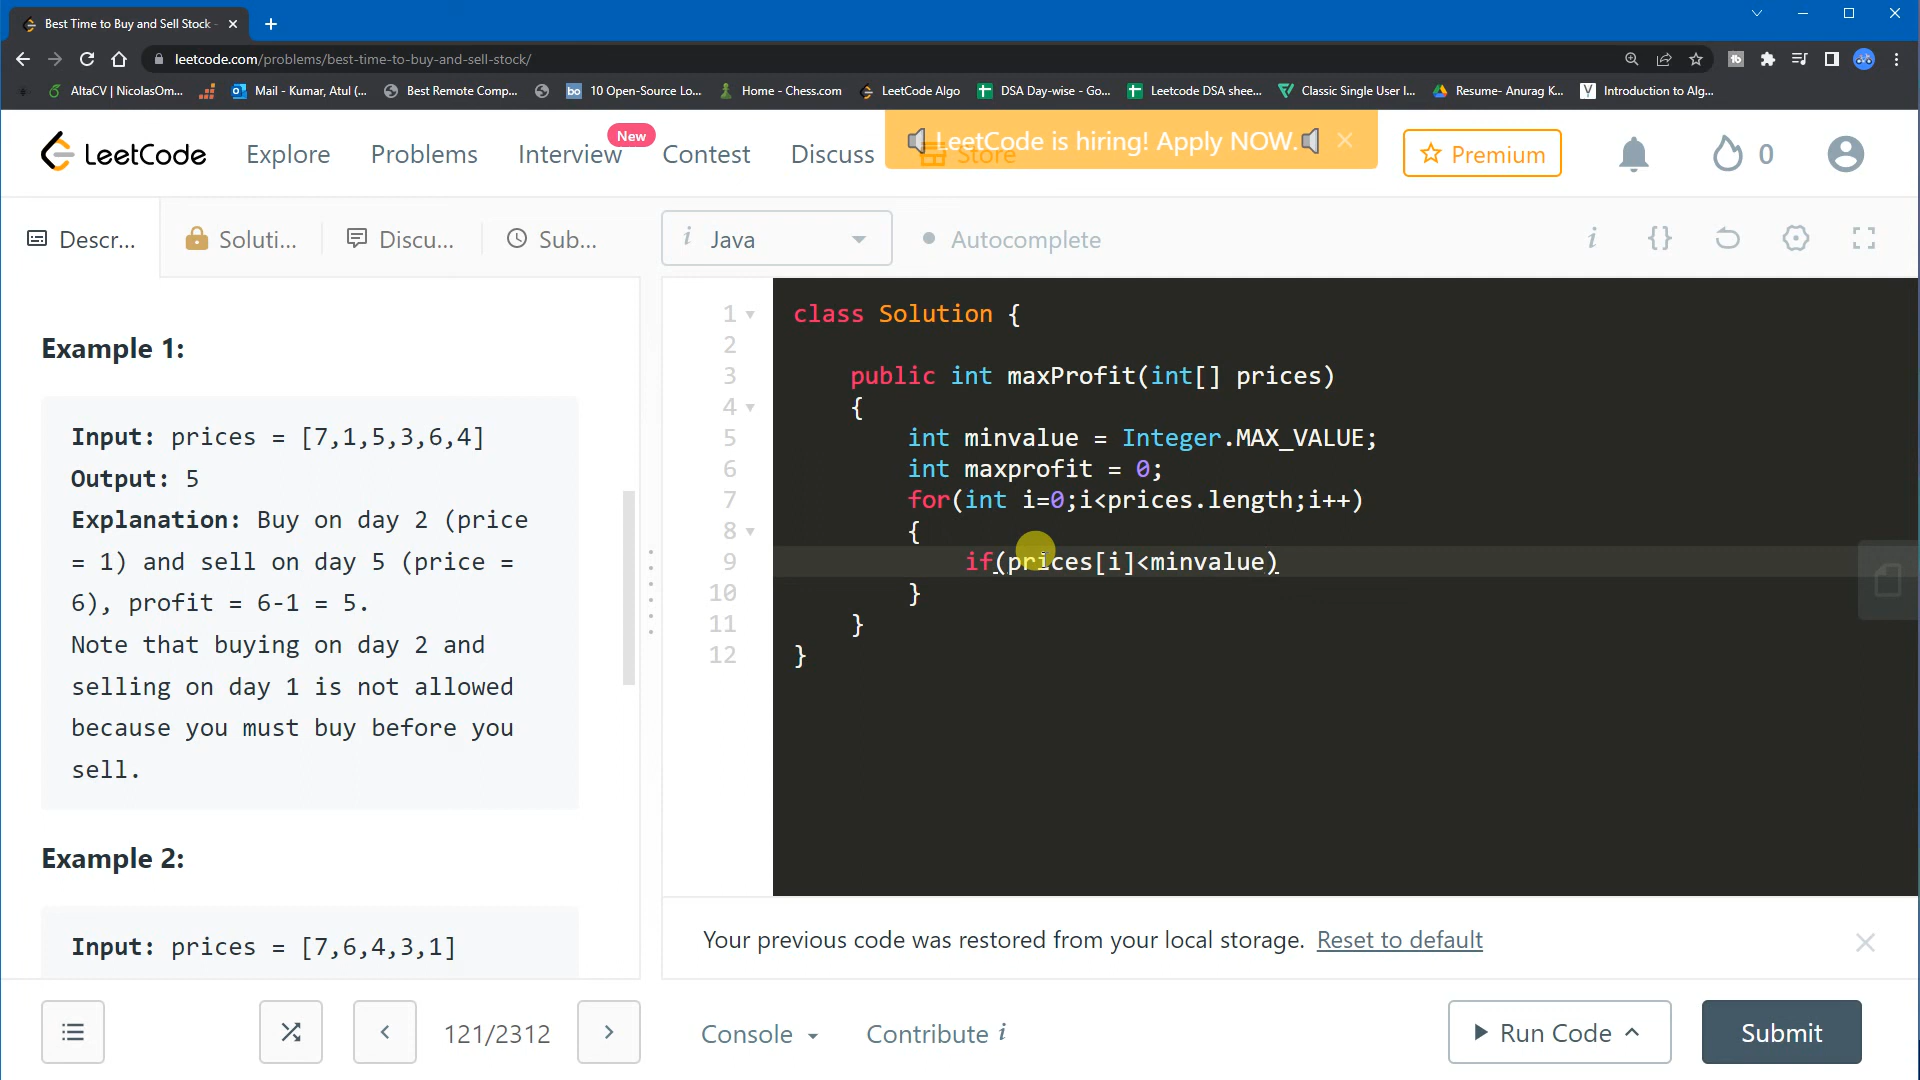 Best Time to Buy and Sell Stock -
leetcode.com/problems/best-time-to-buy-and-sell-stock/
AltaCV | NicolasOm...
Mail - Kumar, Atul (...
Best Remote Comp...
bo 10 Open-Source Lo...
Home - Chess.com
LeetCode Algo
DSA Day-wise - Go...
Leetcode DSA shee...
Classic Single User I...
Resume- Anurag K...
Introduction to Alg...
LeetCode
Explore
Problems
Interview
New
Contest
Discuss
Store
LeetCode is hiring! Apply NOW.
Premium
0
Descr...
Soluti...
Discu...
Sub...
i Java
Autocomplete
i {}
Example 1:
Input: prices = [7,1,5,3,6,4]
Output: 5
Explanation: Buy on day 2 (price
= 1) and sell on day 5 (price =
6), profit = 6-1 = 5.
Note that buying on day 2 and
selling on day 1 is not allowed
because you must buy before you
sell.
Example 2:
Input: prices = [7,6,4,3,1]
1 class Solution {
2
3 public int maxProfit(int[] prices)
4 {
5 int minvalue = Integer.MAX_VALUE;
6 int maxprofit = 0;
7 for(int i=0;i<prices.length;i++)
8 {
9 if(prices[i]<minvalue)
10 }
11 }
12 }
Your previous code was restored from your local storage. Reset to default
121/2312
Console
Contribute i
Run Code
Submit